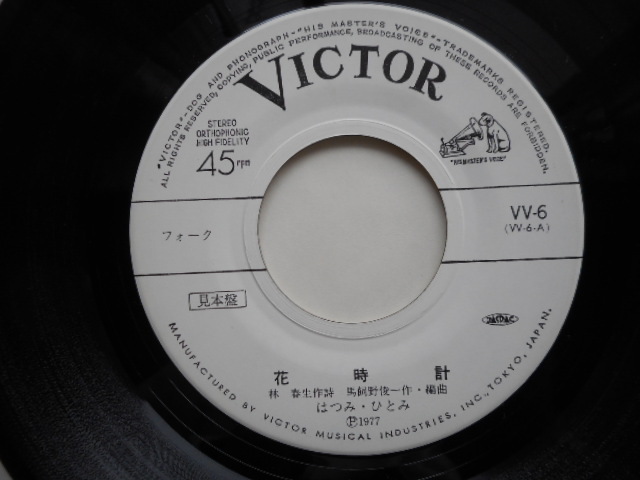 "VICTOR"-DOG AND PHONOGRAPH-"HIS MASTER'S VOICE"-TRADEMARKS REGISTERED.
ALL RIGHTS RESERVED, COPYING, PUBLIC PERFORMANCE, BROADCASTING OF THESE RECORDS ARE FORBIDDEN.
VICTOR
STEREO
ORTHOPHONIC
HIGH FIDELITY
45 rpm
"HIS MASTER'S VOICE"
フォーク
VV-6
(VV-6-A)
見本盤
JASRAC
花時計
林 春生作詩 馬飼野俊一作・編曲
はつみ・ひとみ
Ⓟ1977
MANUFACTURED BY VICTOR MUSICAL INDUSTRIES, INC., TOKYO, JAPAN.